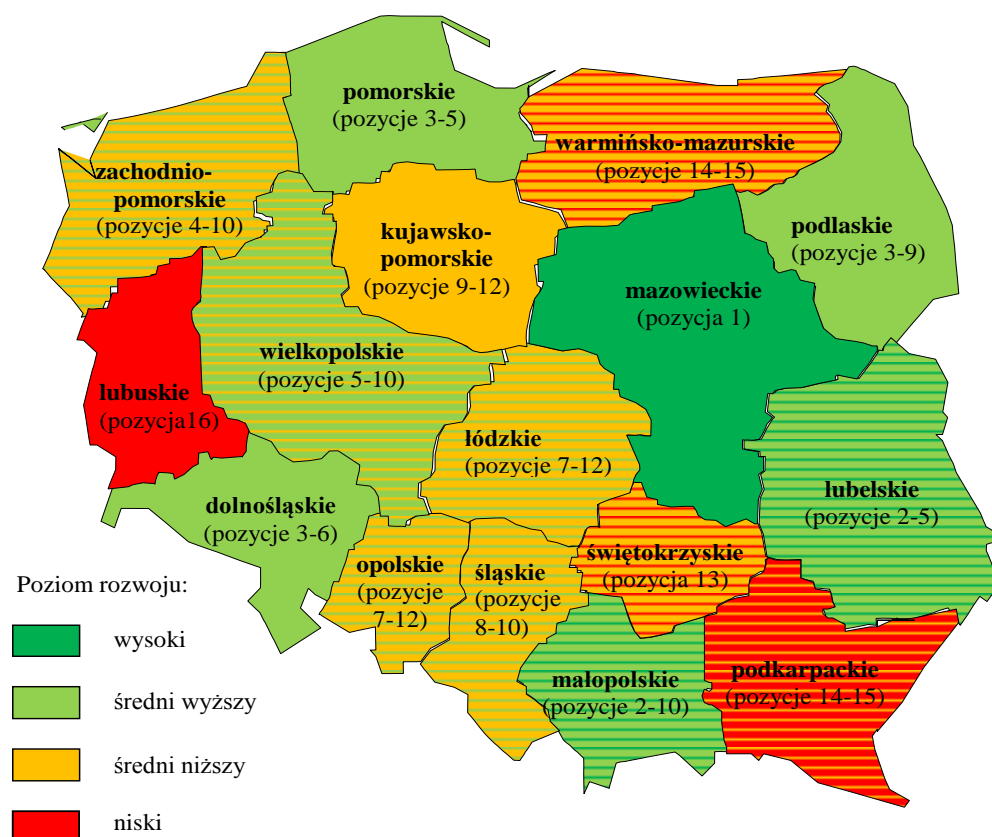 pomorskie
(pozycje 3-5)
warmińsko-mazurskie
(pozycje 14-15)
zachodnio-
pomorskie
(pozycje 4-10)
kujawsko-
pomorskie
(pozycje 9-12)
podlaskie
(pozycje 3-9)
mazowieckie
(pozycja 1)
wielkopolskie
(pozycje 5-10)
lubuskie
(pozycja16)
łódzkie
(pozycje 7-12)
lubelskie
(pozycje 2-5)
dolnośląskie
(pozycje 3-6)
opolskie
(pozycje
7-12)
śląskie
(pozycje
8-10)
świętokrzyskie
(pozycja 13)
małopolskie
(pozycje 2-10)
podkarpackie
(pozycje 14-15)
Poziom rozwoju:
wysoki
średni wyższy
średni niższy
niski